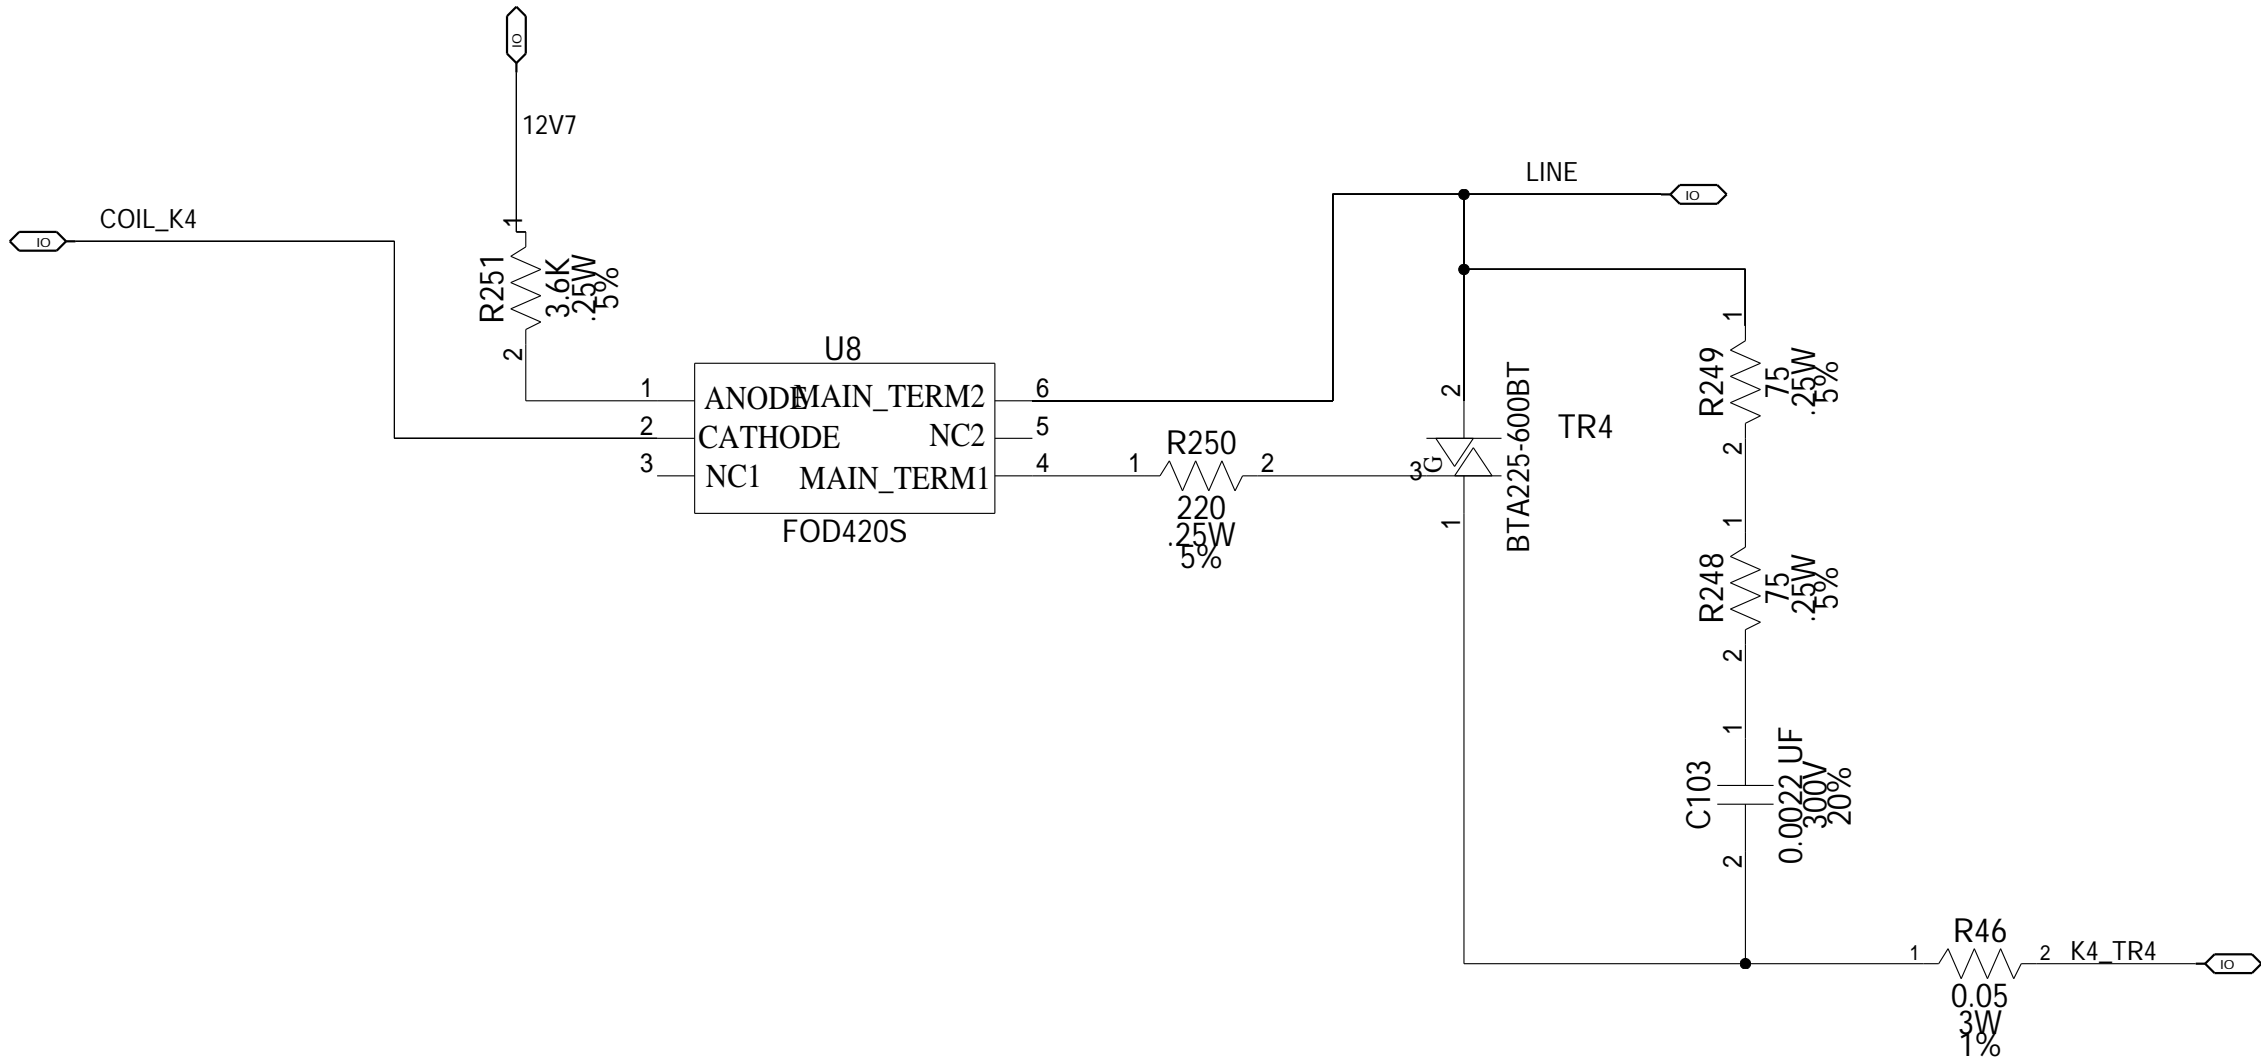 IO
12V7
LINE
IO
COIL_K4
IO
1
R251
3.6K
.25W
5%
2
U8
1
ANODE
MAIN_TERM2
6
2
CATHODE
NC2
5
3
NC1
MAIN_TERM1
4
FOD420S
R250
1
2
220
.25W
5%
2
3
G
1
BTA225-600BT
TR4
1
R249
75
.25W
5%
2
1
R248
75
.25W
5%
2
1
C103
0.0022 UF
300V
20%
2
R46
1
2
K4_TR4
IO
0.05
3W
1%